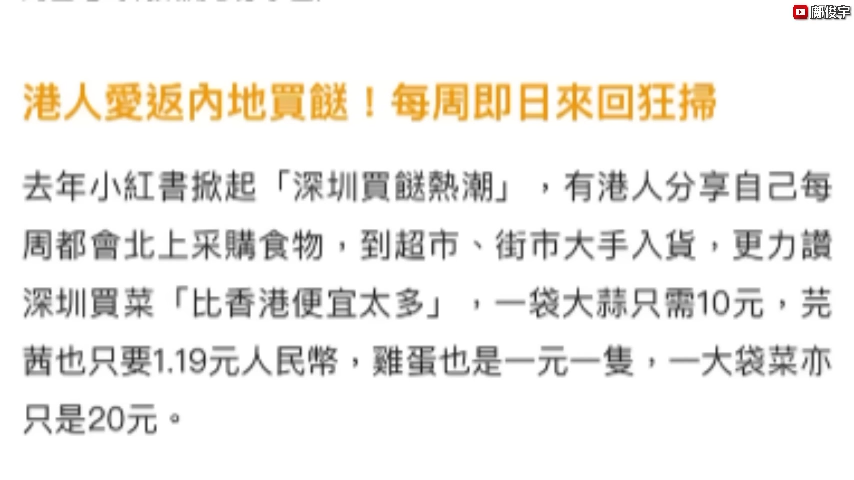 鄺俊宇
港人愛返內地買餸！每周即日來回狂掃
去年小紅書掀起「深圳買餸熱潮」，有港人分享自己每
周都會北上采購食物，到超市、街市大手入貨，更力讚
深圳買菜「比香港便宜太多」，一袋大蒜只需10元，芫
茜也只要1.19元人民幣，雞蛋也是一元一隻，一大袋菜亦
只是20元。